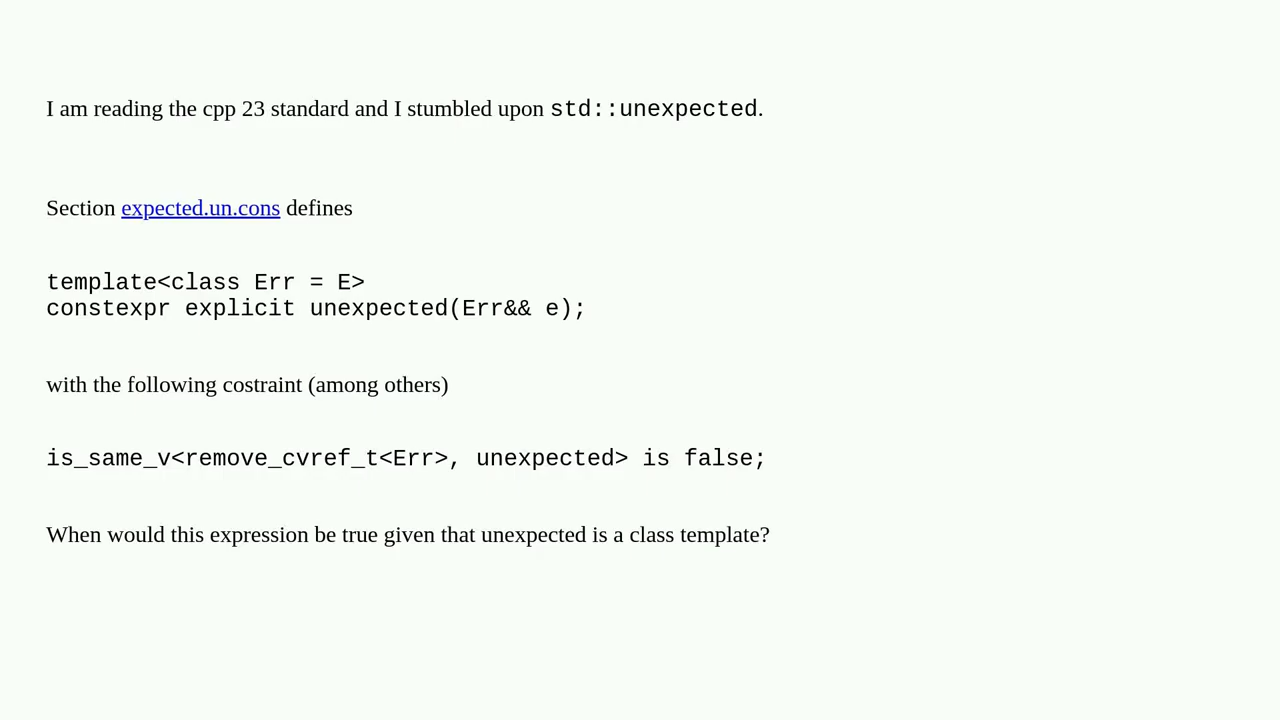 I am reading the cpp 23 standard and I stumbled upon std::unexpected.
Section expected.un.cons defines
template<class Err = E>
constexpr explicit unexpected(Err&& e);
with the following costraint (among others)
is_same_v<remove_cvref_t<Err>, unexpected> is false;
When would this expression be true given that unexpected is a class template?